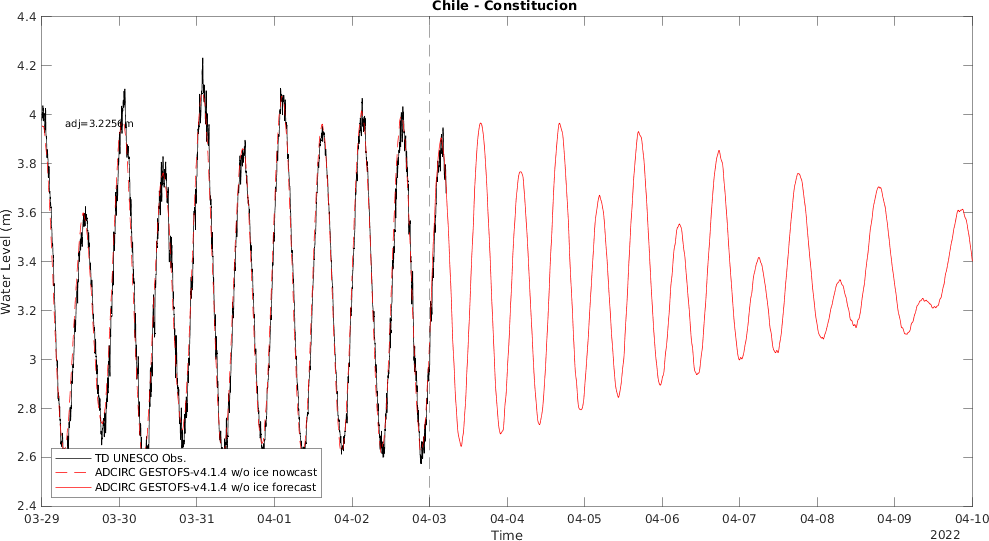 Chile - Constitucion
4.4
4.2
4
3.8
3.6
3.4
3.2
3
2.8
2.6
2.4
Water Level (m)
adj=3.2256m
TD UNESCO Obs.
ADCIRC GESTOFS-v4.1.4 w/o ice nowcast
ADCIRC GESTOFS-v4.1.4 w/o ice forecast
03-29 03-30 03-31 04-01 04-02 04-03 04-04 04-05 04-06 04-07 04-08 04-09 04-10
Time
2022